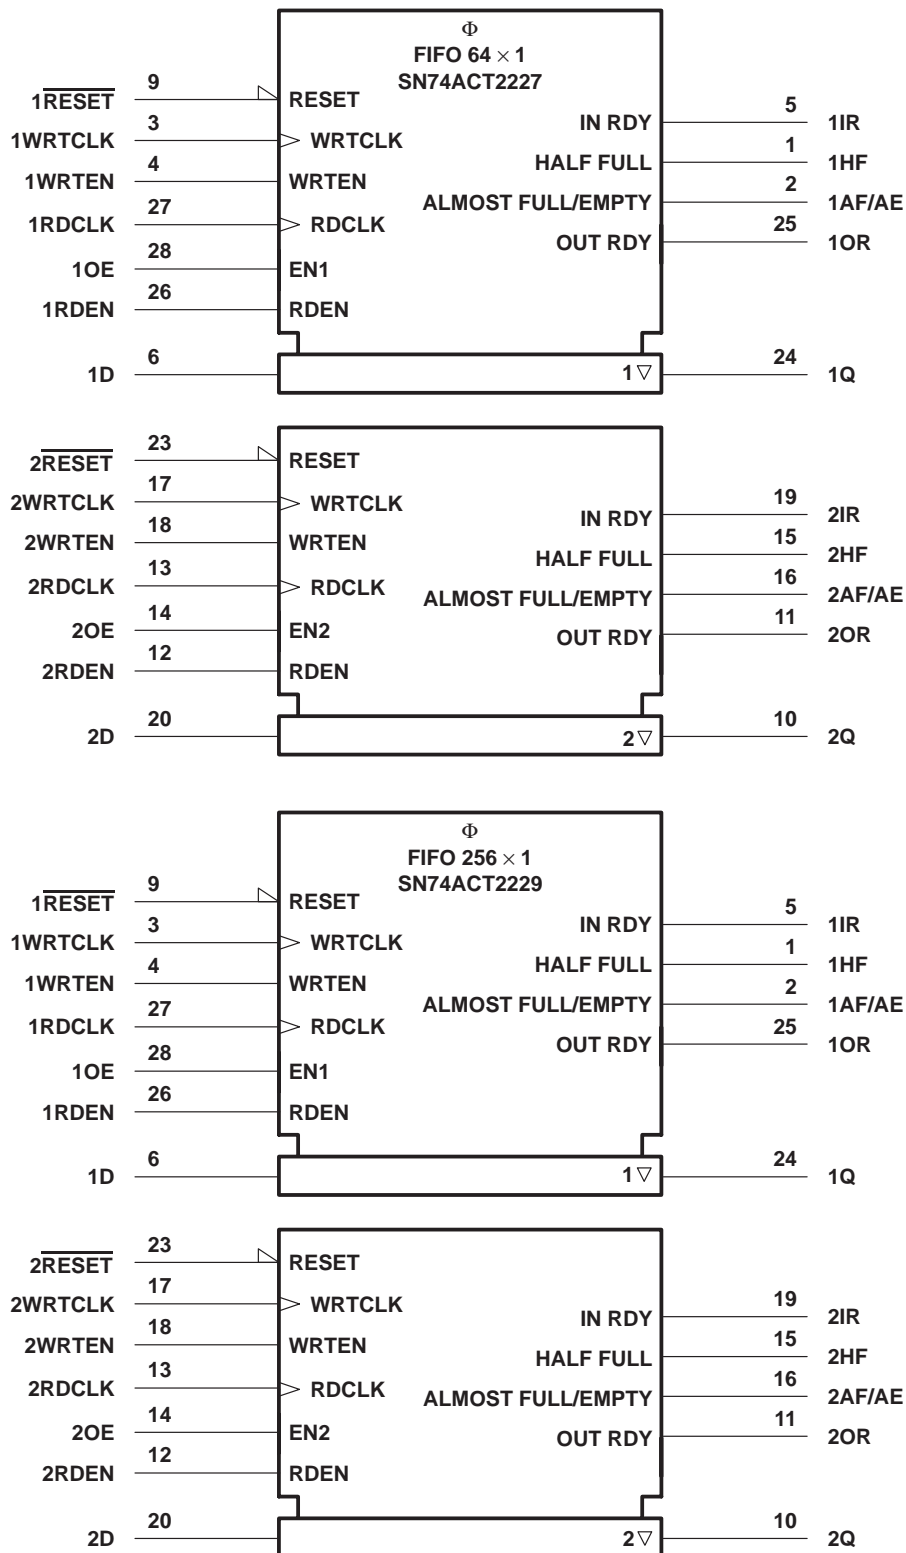 Φ
FIFO 64 × 1
SN74ACT2227
1RESET 9 RESET
1WRTCLK 3 WRTCLK
1WRTEN 4 WRTEN
1RDCLK 27 RDCLK
1OE 28 EN1
1RDEN 26 RDEN
IN RDY 5 1IR
HALF FULL 1 1HF
ALMOST FULL/EMPTY 2 1AF/AE
OUT RDY 25 1OR
1D 6 1▽ 24 1Q
2RESET 23 RESET
2WRTCLK 17 WRTCLK
2WRTEN 18 WRTEN
2RDCLK 13 RDCLK
2OE 14 EN2
2RDEN 12 RDEN
IN RDY 19 2IR
HALF FULL 15 2HF
ALMOST FULL/EMPTY 16 2AF/AE
OUT RDY 11 2OR
2D 20 2▽ 10 2Q
Φ
FIFO 256 × 1
SN74ACT2229
1RESET 9 RESET
1WRTCLK 3 WRTCLK
1WRTEN 4 WRTEN
1RDCLK 27 RDCLK
1OE 28 EN1
1RDEN 26 RDEN
IN RDY 5 1IR
HALF FULL 1 1HF
ALMOST FULL/EMPTY 2 1AF/AE
OUT RDY 25 1OR
1D 6 1▽ 24 1Q
2RESET 23 RESET
2WRTCLK 17 WRTCLK
2WRTEN 18 WRTEN
2RDCLK 13 RDCLK
2OE 14 EN2
2RDEN 12 RDEN
IN RDY 19 2IR
HALF FULL 15 2HF
ALMOST FULL/EMPTY 16 2AF/AE
OUT RDY 11 2OR
2D 20 2▽ 10 2Q